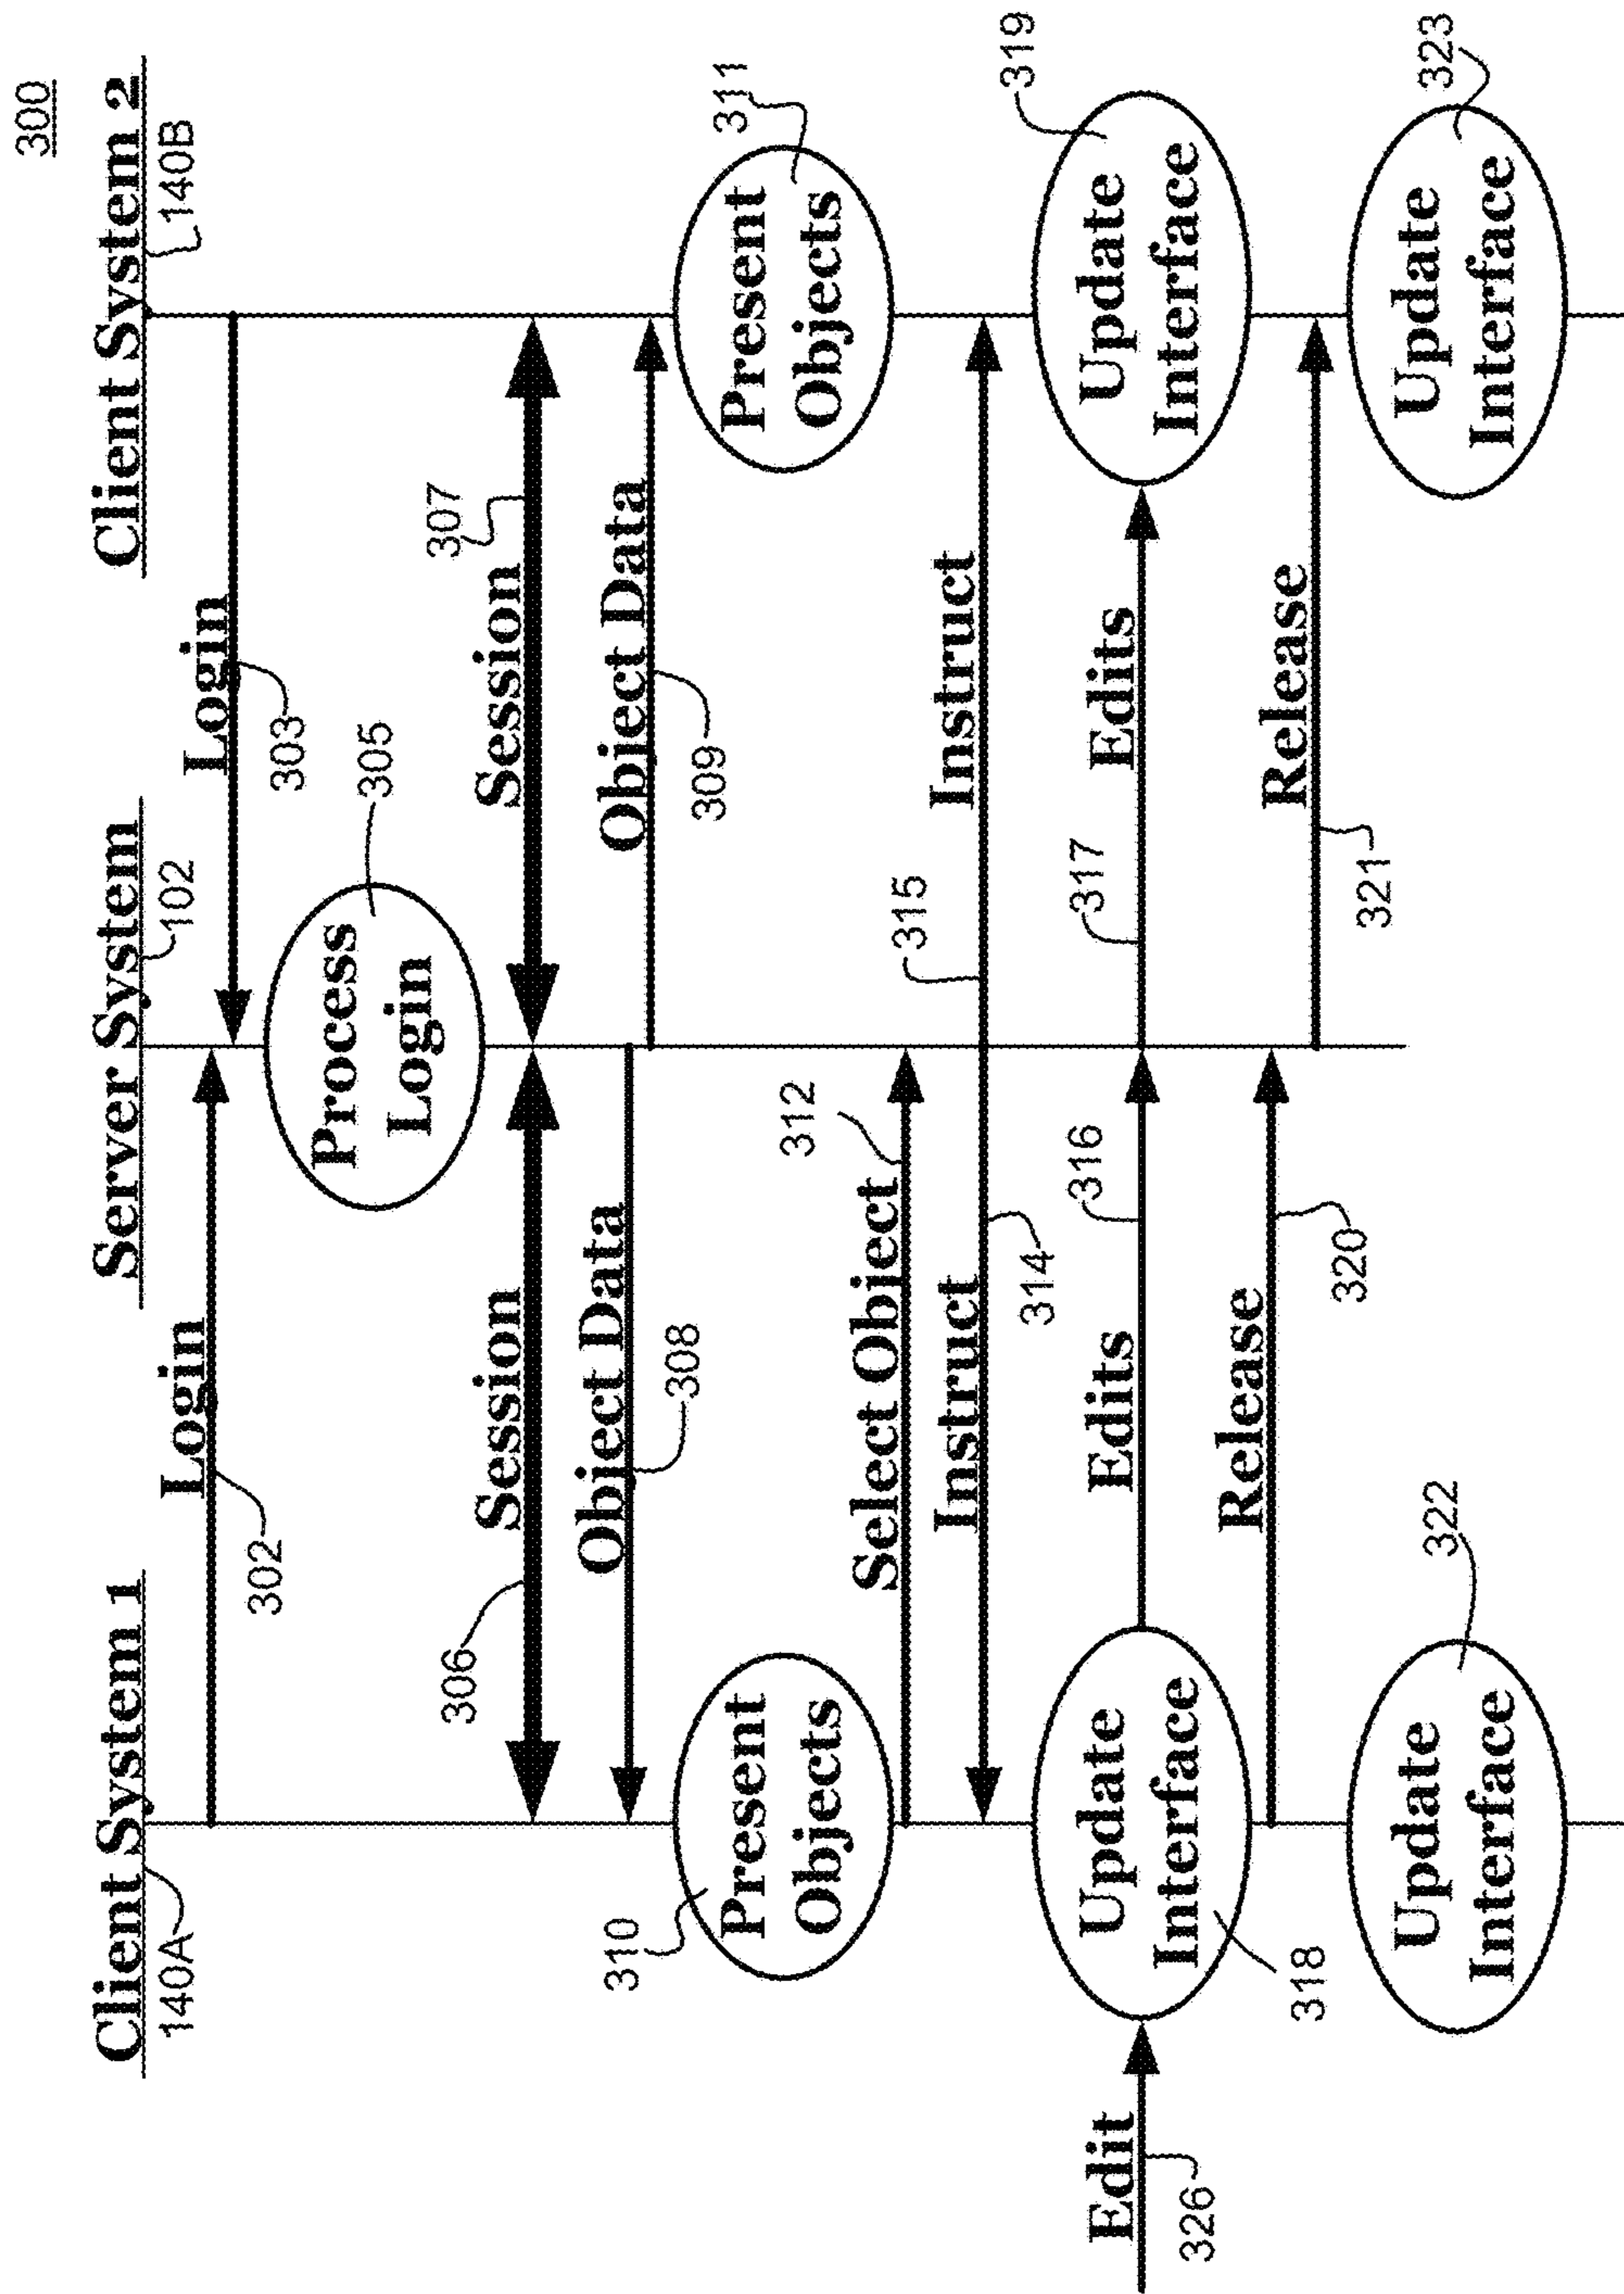 300
Client System 1
Server System
Client System 2
140A
102
140B
Login
302
Login
303
Process
Login
305
306
Session
Session
307
Object Data
308
Object Data
309
310
Present
Objects
Present
Objects
311
Select Object
312
Instruct
314
315
Instruct
Edit
326
Update
Interface
318
Edits
316
317
Edits
Update
Interface
319
Release
320
Release
321
Update
Interface
322
Update
Interface
323